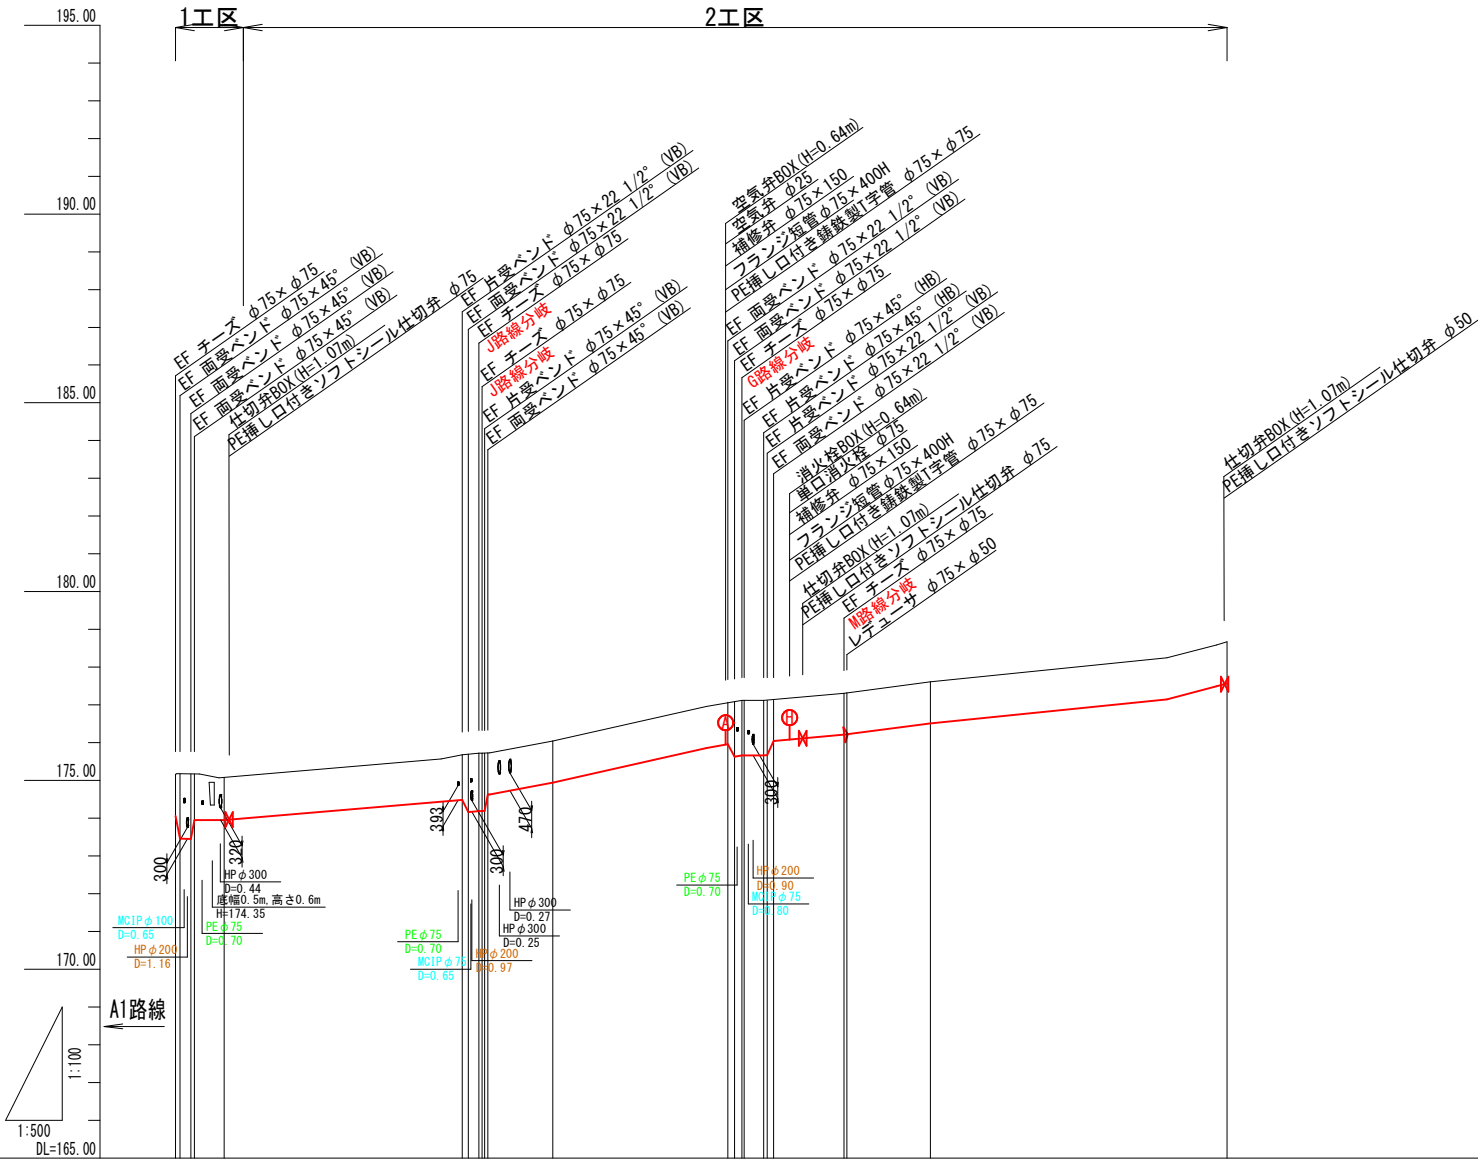 195.00
1工区
2工区
190.00
185.00
180.00
175.00
170.00
DL=165.00
EF チーズ φ75×φ75
EF 両受ベンド φ75×45°(VB)
EF 両受ベンド φ75×45°(VB)
EF 両受ベンド φ75×45°(VB)
仕切弁BOX(H=1.07m)
PE挿し口付きソフトシール仕切弁 φ75
EF 片受ベンド φ75×22 1/2°(VB)
EF 両受ベンド φ75×22 1/2°(VB)
EF チーズ φ75×φ75
J路線分岐
EF チーズ φ75×φ75
J路線分岐
EF 片受ベンド φ75×45°(VB)
EF 両受ベンド φ75×45°(VB)
空気弁BOX(H=0.64m)
空気弁 φ25
補修弁 φ75×150
フランジ短管φ75×400H
PE挿し口付き鋳鉄製T字管 φ75×φ75
EF 両受ベンド φ75×22 1/2°(VB)
EF 両受ベンド φ75×22 1/2°(VB)
EF チーズ φ75×φ75
G路線分岐
EF 片受ベンド φ75×45°(HB)
EF 片受ベンド φ75×45°(HB)
EF 片受ベンド φ75×22 1/2°(VB)
EF 両受ベンド φ75×22 1/2°(VB)
消火栓BOX(H=0.64m)
単口消火栓 φ75
補修弁 φ75×150
フランジ短管φ75×400H
PE挿し口付き鋳鉄製T字管 φ75×φ75
仕切弁BOX(H=1.07m)
PE挿し口付きソフトシール仕切弁 φ75
EF チーズ φ75×φ75
M路線分岐
レデューサ φ75×φ50
仕切弁BOX(H=1.07m)
PE挿し口付きソフトシール仕切弁 φ50
A
H
300
320
393
300
470
300
HPφ300
D=0.44
底幅0.5m,高さ0.6m
H=174.35
MCIPφ100
D=0.65
PEφ75
D=0.70
HPφ200
D=1.16
PEφ75
D=0.70
MCIPφ75
D=0.65
HPφ200
D=0.97
HPφ300
D=0.27
HPφ300
D=0.25
PEφ75
D=0.70
HPφ200
D=0.90
MCIPφ75
D=0.80
A1路線
1:100
1:500